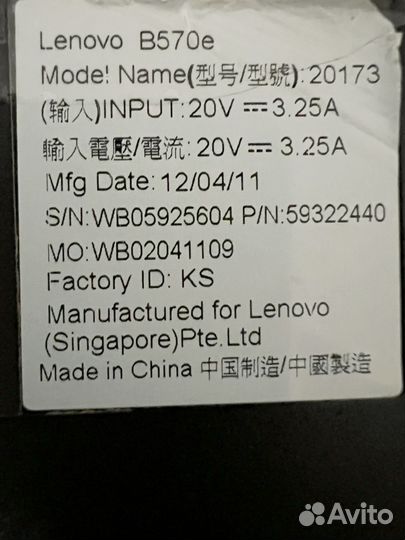 Lenovo B570e
Model Name(型号/型號):20173
(输入)INPUT:20V ⎓ 3.25A
輸入電壓/電流:20V ⎓ 3.25A
Mfg Date:12/04/11
S/N:WB05925604 P/N:59322440
MO:WB02041109
Factory ID: KS
Manufactured for Lenovo
(Singapore)Pte.Ltd
Made in China 中国制造/中國製造
Avito